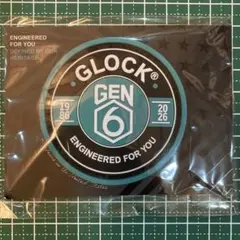 ENGINEERED
FOR YOU
GLOCK®
GEN
6
19
86
20
26
ENGINEERED FOR YOU